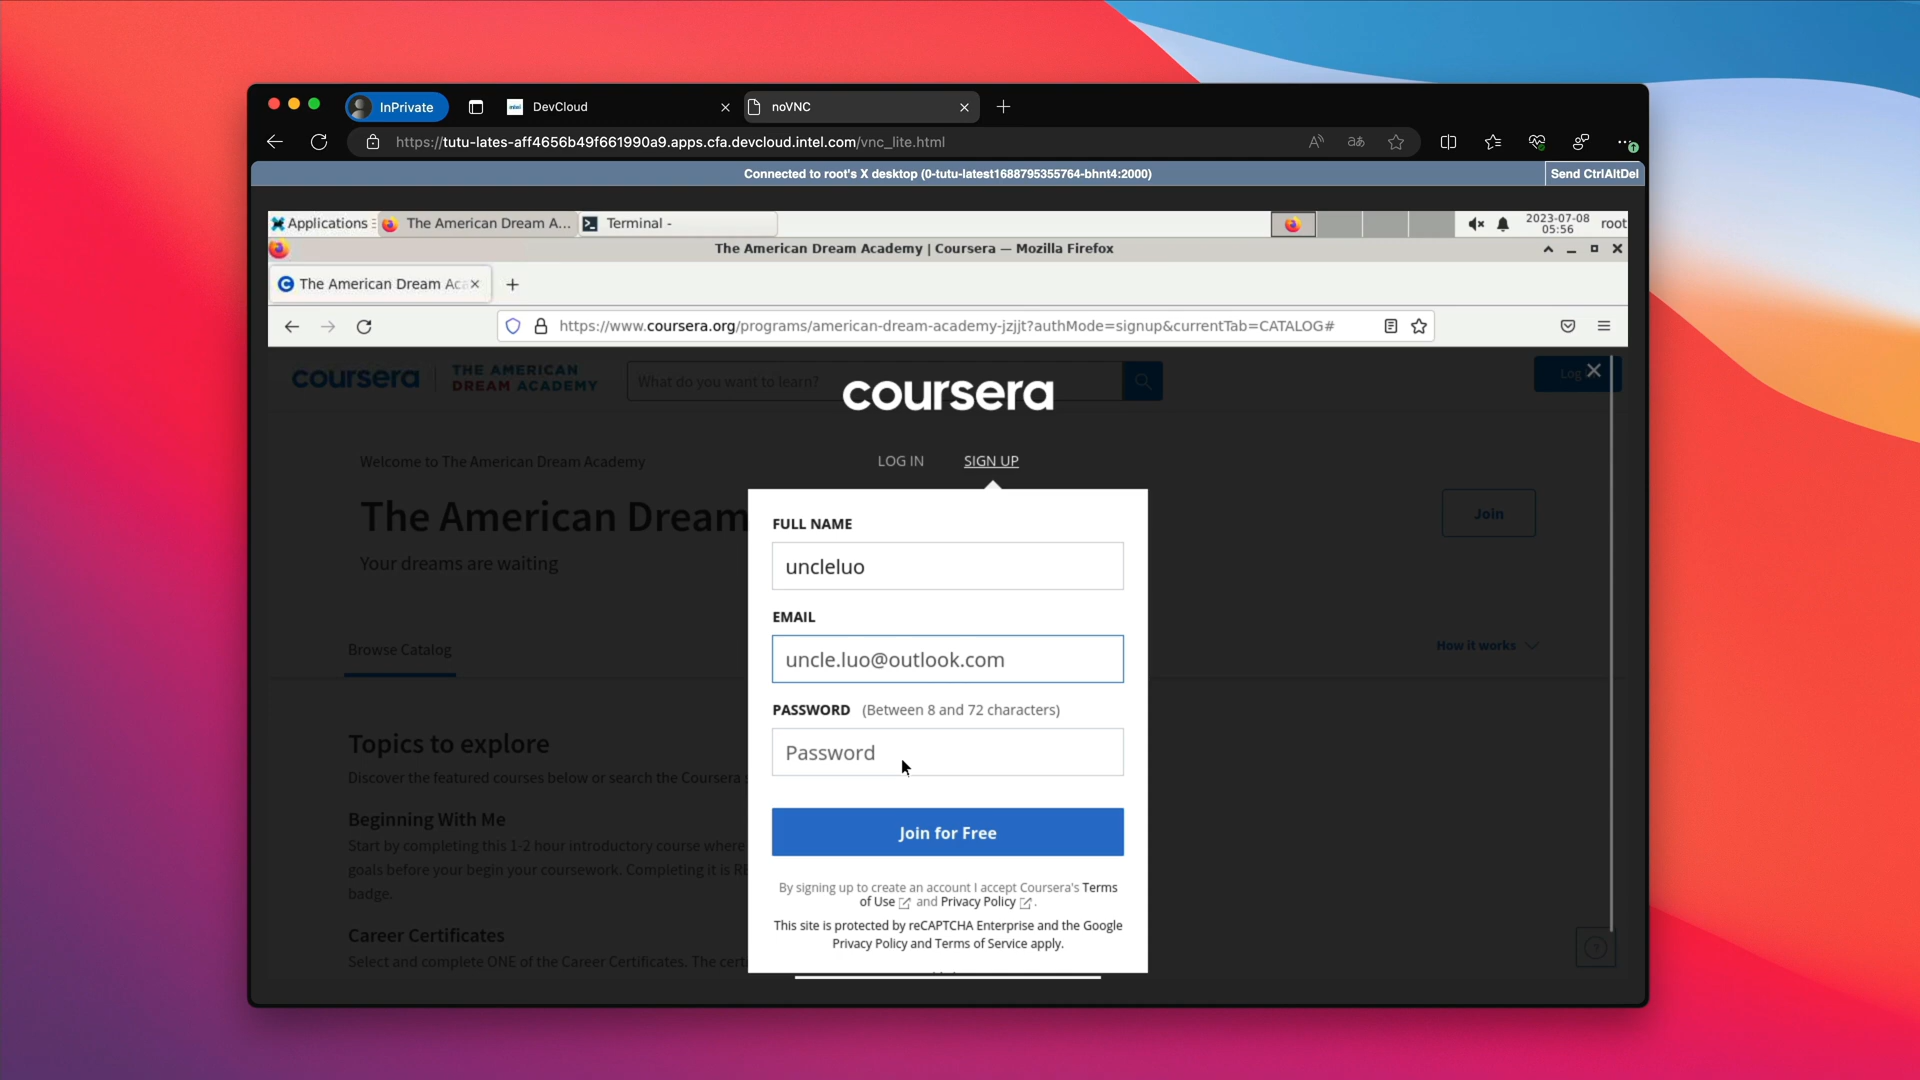 InPrivate
intel
DevCloud
noVNC
https://tutu-lates-aff4656b49f661990a9.apps.cfa.devcloud.intel.com/vnc_lite.html
Connected to root's X desktop (0-tutu-latest1688795355764-bhnt4:2000)
Send CtrlAltDel
Applications
The American Dream A...
Terminal -
2023-07-08
05:56
root
The American Dream Academy | Coursera — Mozilla Firefox
The American Dream Aca
https://www.coursera.org/programs/american-dream-academy-jzjjt?authMode=signup&currentTab=CATALOG#
coursera
THE AMERICAN
DREAM ACADEMY
What do you want to learn?
Log
coursera
LOG IN
SIGN UP
Welcome to The American Dream Academy
The American Dream
Your dreams are waiting
Join
Browse Catalog
How it works
FULL NAME
uncleluo
EMAIL
uncle.luo@outlook.com
PASSWORD (Between 8 and 72 characters)
Password
Join for Free
By signing up to create an account I accept Coursera's Terms
of Use and Privacy Policy .
This site is protected by reCAPTCHA Enterprise and the Google
Privacy Policy and Terms of Service apply.
Topics to explore
Discover the featured courses below or search the Coursera
Beginning With Me
Start by completing this 1-2 hour introductory course where
goals before your begin your coursework. Completing it is
badge.
Career Certificates
Select and complete ONE of the Career Certificates. The